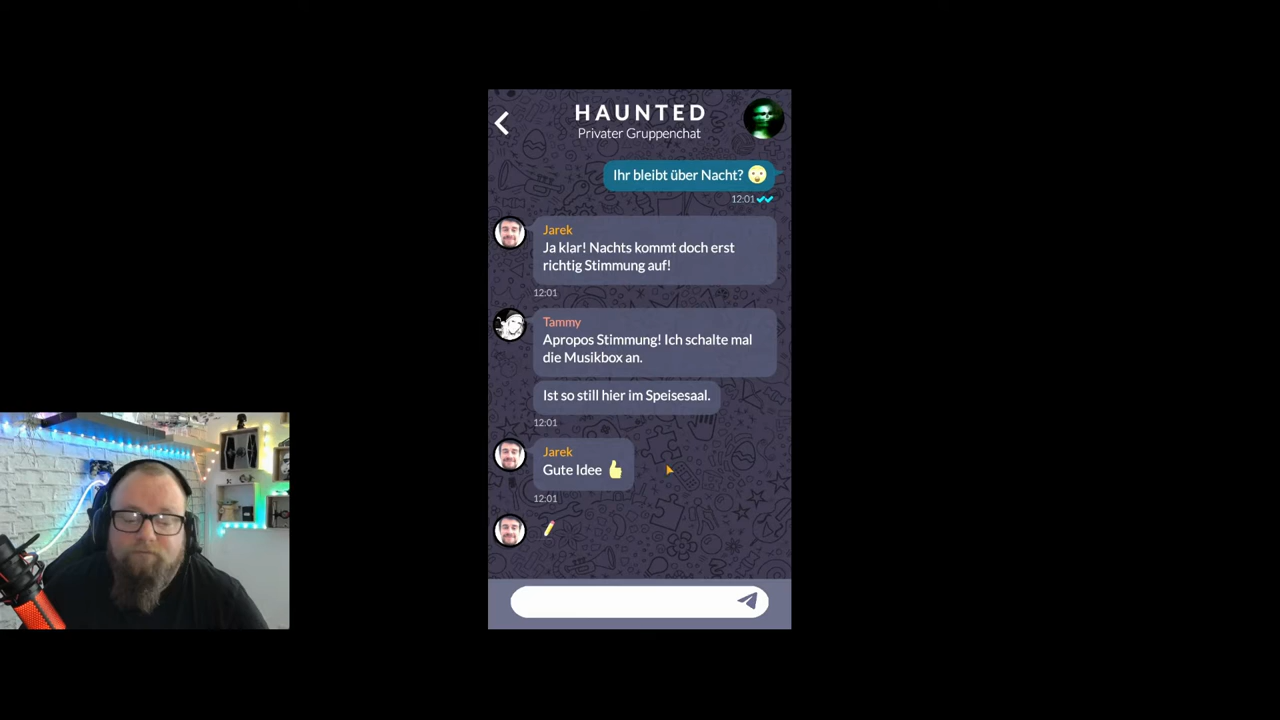 HAUNTED
Privater Gruppenchat
Ihr bleibt über Nacht? 😮
12:01
Jarek
Ja klar! Nachts kommt doch erst
richtig Stimmung auf!
12:01
Tammy
Apropos Stimmung! Ich schalte mal
die Musikbox an.
Ist so still hier im Speisesaal.
12:01
Jarek
Gute Idee 👍
12:01